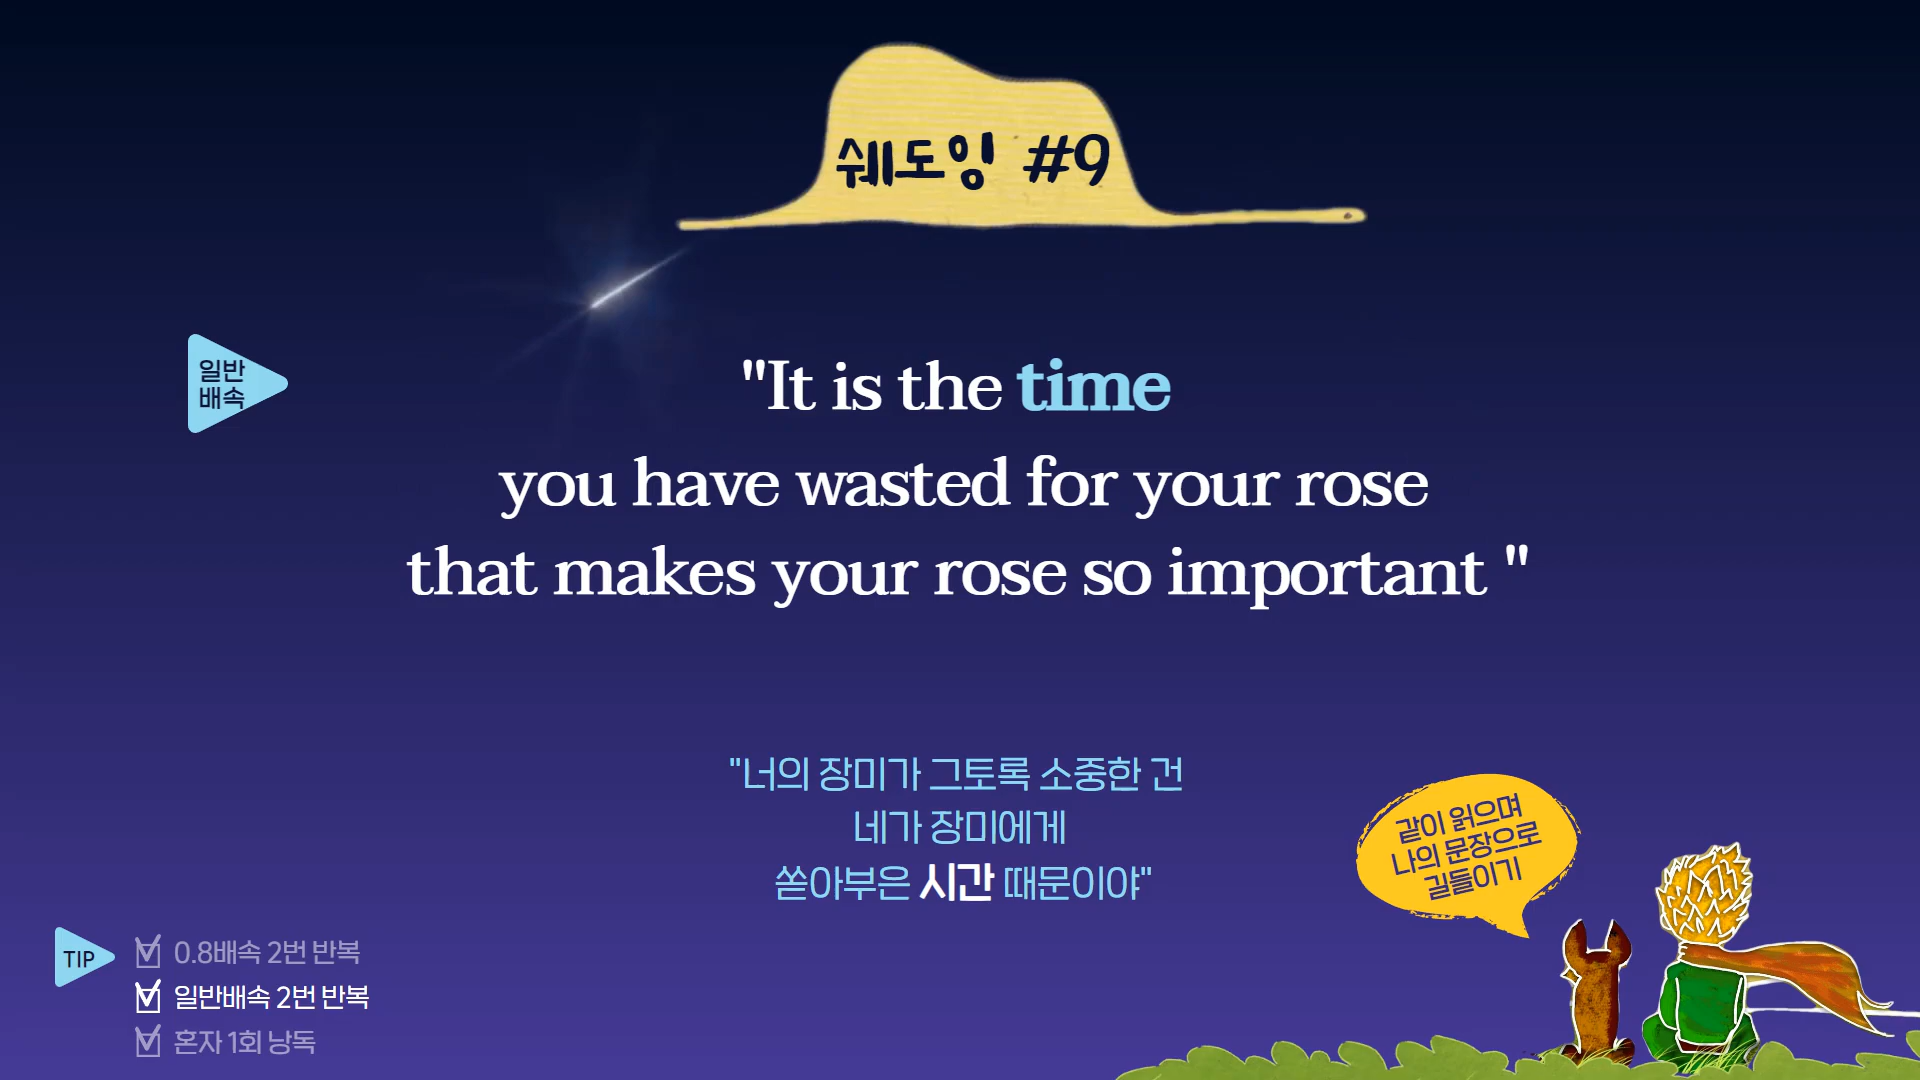 쉐도잉 #9
일반
배속
"It is the time
you have wasted for your rose
that makes your rose so important "
"너의 장미가 그토록 소중한 건
네가 장미에게
쏟아부은 시간 때문이야"
같이 읽으며
나의 문장으로
길들이기
TIP
0.8배속 2번 반복
일반배속 2번 반복
혼자 1회 낭독